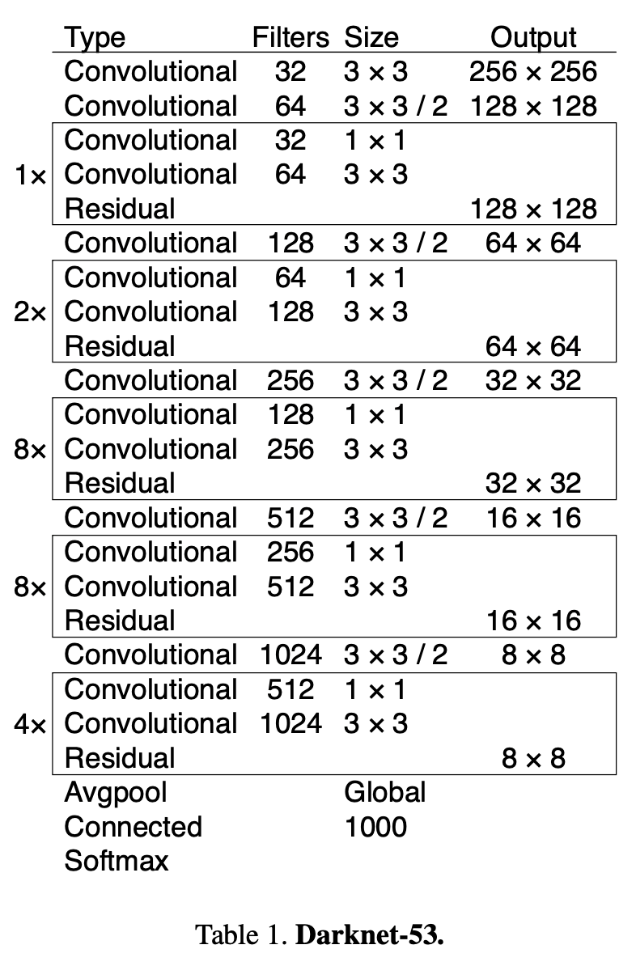 Type Filters Size Output
Convolutional 32 3 × 3 256 × 256
Convolutional 64 3 × 3 / 2 128 × 128
Convolutional 32 1 × 1
1× Convolutional 64 3 × 3
Residual 128 × 128
Convolutional 128 3 × 3 / 2 64 × 64
Convolutional 64 1 × 1
2× Convolutional 128 3 × 3
Residual 64 × 64
Convolutional 256 3 × 3 / 2 32 × 32
Convolutional 128 1 × 1
8× Convolutional 256 3 × 3
Residual 32 × 32
Convolutional 512 3 × 3 / 2 16 × 16
Convolutional 256 1 × 1
8× Convolutional 512 3 × 3
Residual 16 × 16
Convolutional 1024 3 × 3 / 2 8 × 8
Convolutional 512 1 × 1
4× Convolutional 1024 3 × 3
Residual 8 × 8
Avgpool Global
Connected 1000
Softmax
Table 1. Darknet-53.